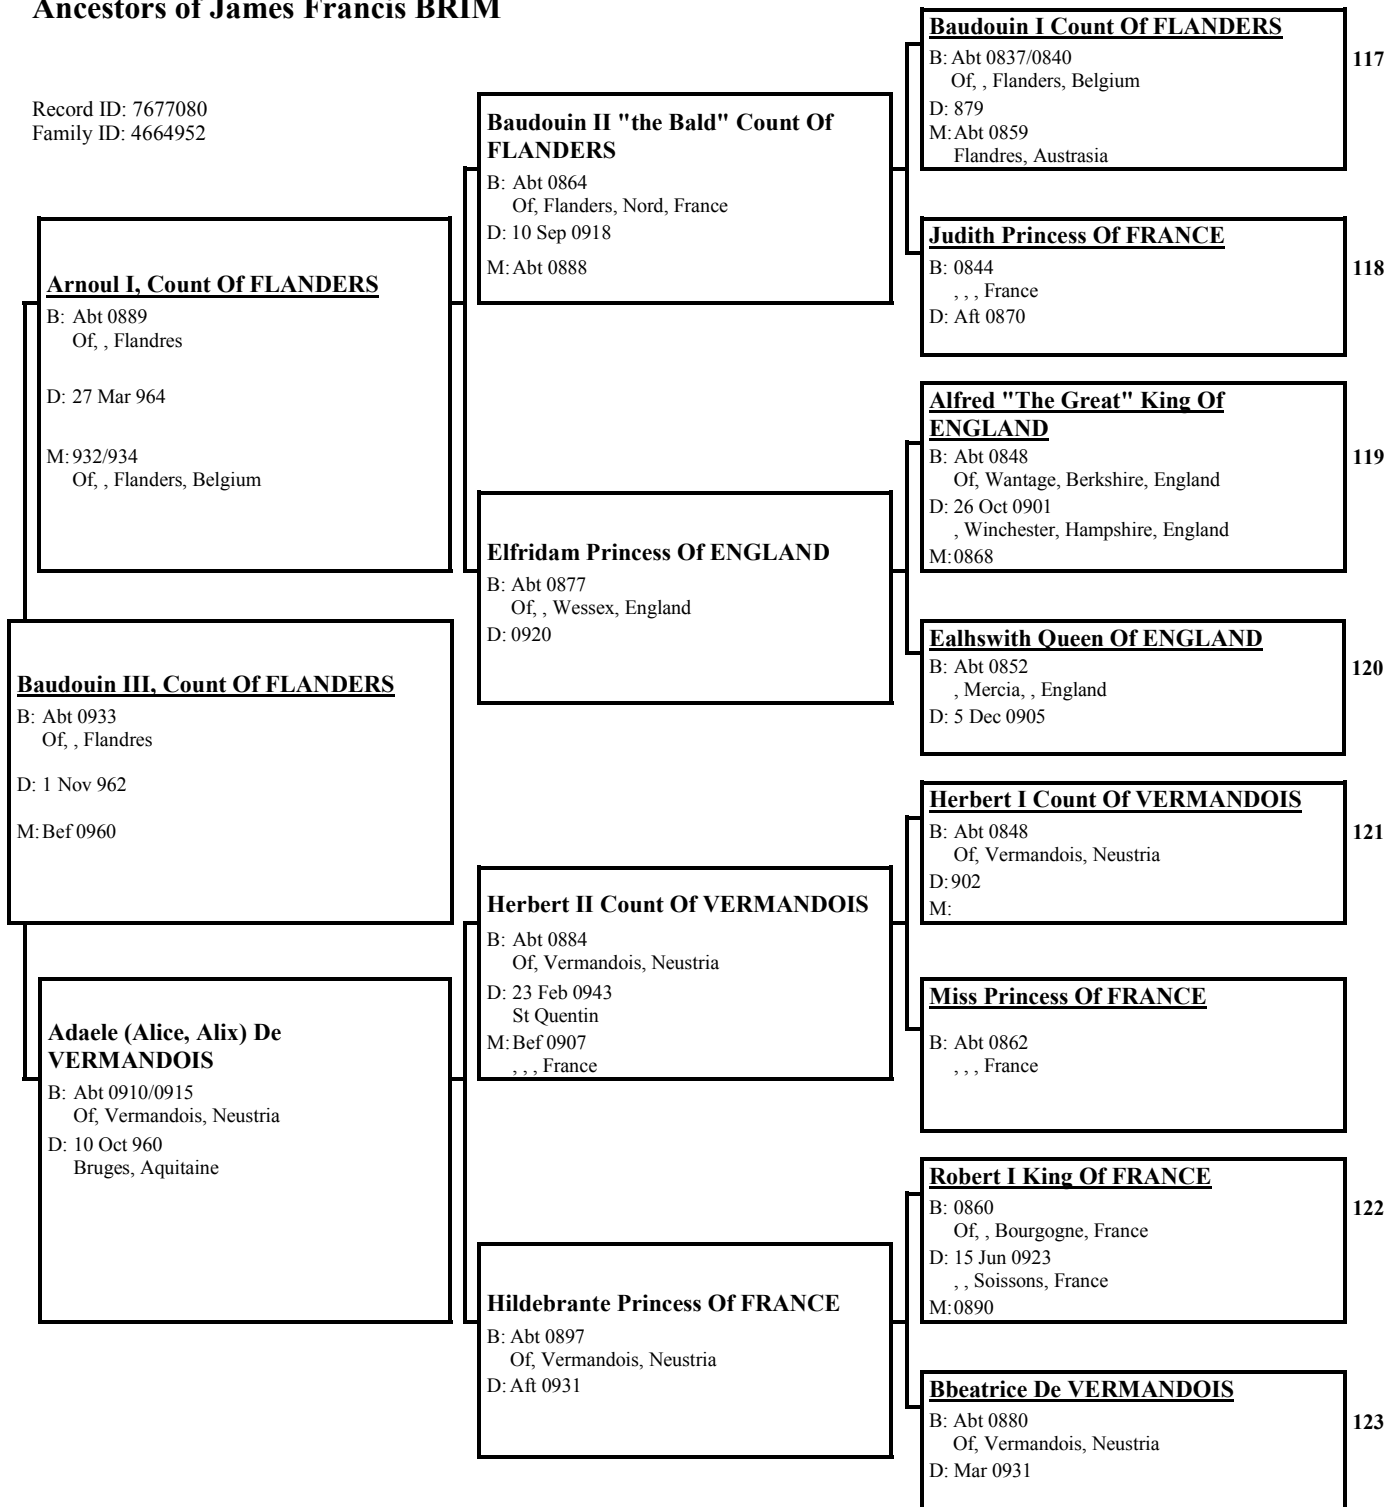 Ancestors of James Francis BRIM
Record ID: 7677080
Family ID: 4664952
Baudouin III, Count Of FLANDERS
B: Abt 0933
Of, , Flandres
D: 1 Nov 962
M: Bef 0960
Arnoul I, Count Of FLANDERS
B: Abt 0889
Of, , Flandres
D: 27 Mar 964
M: 932/934
Of, , Flanders, Belgium
Adaele (Alice, Alix) De
VERMANDOIS
B: Abt 0910/0915
Of, Vermandois, Neustria
D: 10 Oct 960
Bruges, Aquitaine
Baudouin II "the Bald" Count Of
FLANDERS
B: Abt 0864
Of, Flanders, Nord, France
D: 10 Sep 0918
M: Abt 0888
Elfridam Princess Of ENGLAND
B: Abt 0877
Of, , Wessex, England
D: 0920
Herbert II Count Of VERMANDOIS
B: Abt 0884
Of, Vermandois, Neustria
D: 23 Feb 0943
St Quentin
M: Bef 0907
, , , France
Hildebrante Princess Of FRANCE
B: Abt 0897
Of, Vermandois, Neustria
D: Aft 0931
Baudouin I Count Of FLANDERS
B: Abt 0837/0840
Of, , Flanders, Belgium
D: 879
M: Abt 0859
Flandres, Austrasia
117
Judith Princess Of FRANCE
B: 0844
, , , France
D: Aft 0870
118
Alfred "The Great" King Of
ENGLAND
B: Abt 0848
Of, Wantage, Berkshire, England
D: 26 Oct 0901
, Winchester, Hampshire, England
M: 0868
119
Ealhswith Queen Of ENGLAND
B: Abt 0852
, Mercia, , England
D: 5 Dec 0905
120
Herbert I Count Of VERMANDOIS
B: Abt 0848
Of, Vermandois, Neustria
D: 902
M:
121
Miss Princess Of FRANCE
B: Abt 0862
, , , France
Robert I King Of FRANCE
B: 0860
Of, , Bourgogne, France
D: 15 Jun 0923
, , Soissons, France
M: 0890
122
Bbeatrice De VERMANDOIS
B: Abt 0880
Of, Vermandois, Neustria
D: Mar 0931
123